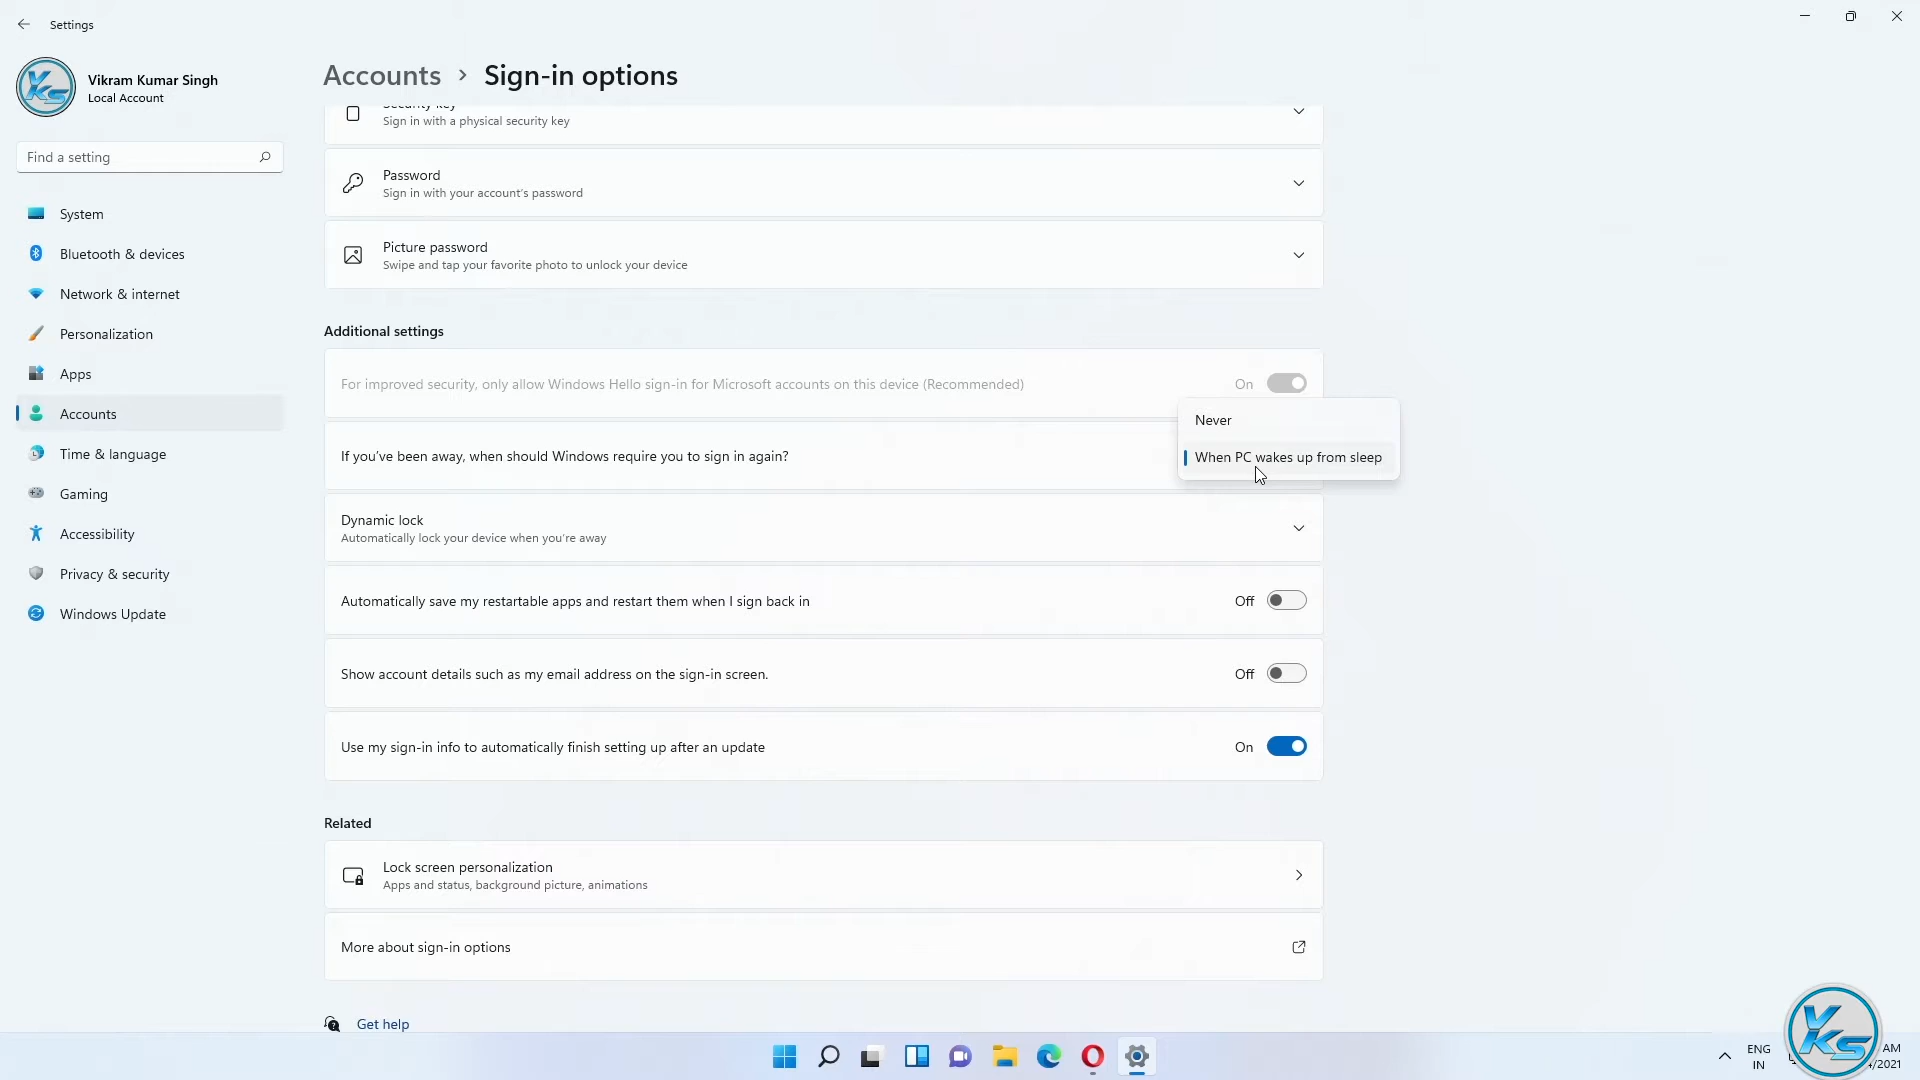 Settings
Vikram Kumar Singh
Local Account
Find a setting
System
Bluetooth & devices
Network & internet
Personalization
Apps
Accounts
Time & language
Gaming
Accessibility
Privacy & security
Windows Update
Accounts > Sign-in options
Security key
Sign in with a physical security key
Password
Sign in with your account's password
Picture password
Swipe and tap your favorite photo to unlock your device
Additional settings
For improved security, only allow Windows Hello sign-in for Microsoft accounts on this device (Recommended) On
Never
If you've been away, when should Windows require you to sign in again? When PC wakes up from sleep
Dynamic lock
Automatically lock your device when you're away
Automatically save my restartable apps and restart them when I sign back in Off
Show account details such as my email address on the sign-in screen. Off
Use my sign-in info to automatically finish setting up after an update On
Related
Lock screen personalization
Apps and status, background picture, animations
More about sign-in options
Get help
ENG AM
IN /2021
YKS